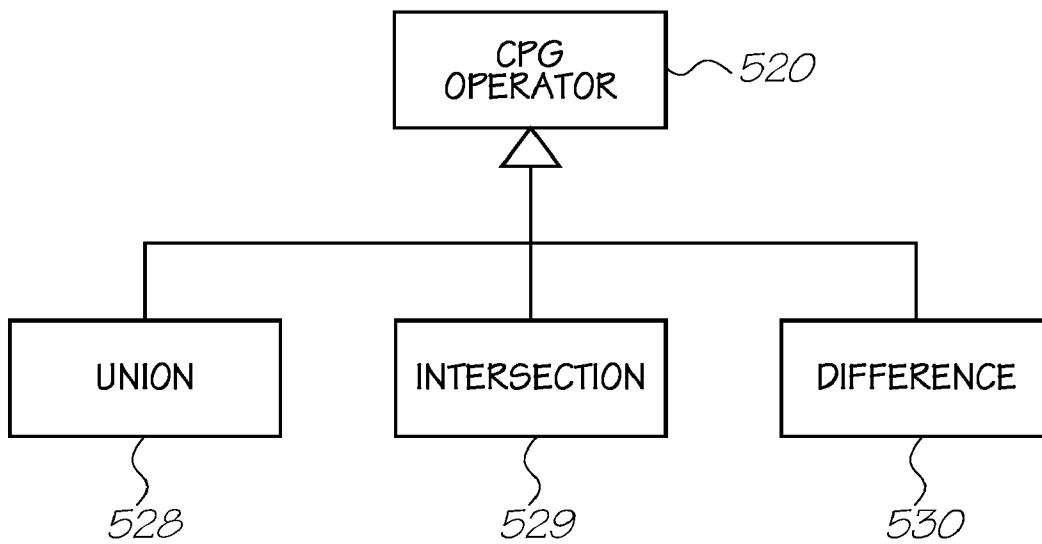 CPG
OPERATOR
520
UNION
INTERSECTION
DIFFERENCE
528
529
530